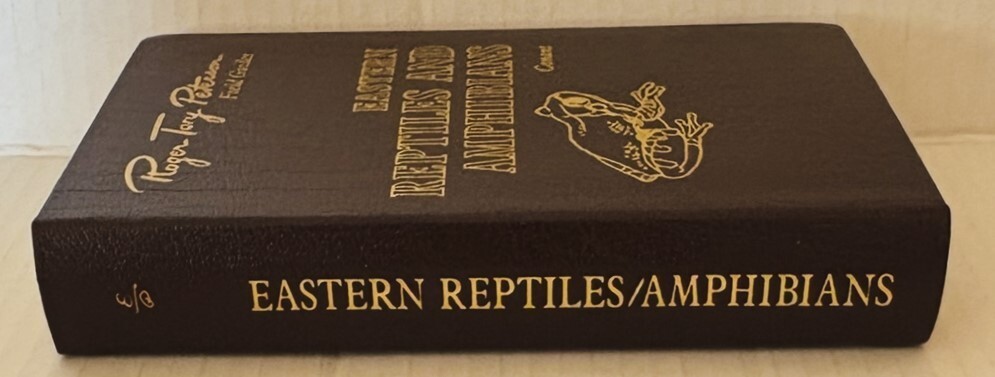 Roger Tory Peterson
Field Guides
EASTERN
REPTILES AND
AMPHIBIANS
Conant
EASTERN REPTILES/AMPHIBIANS